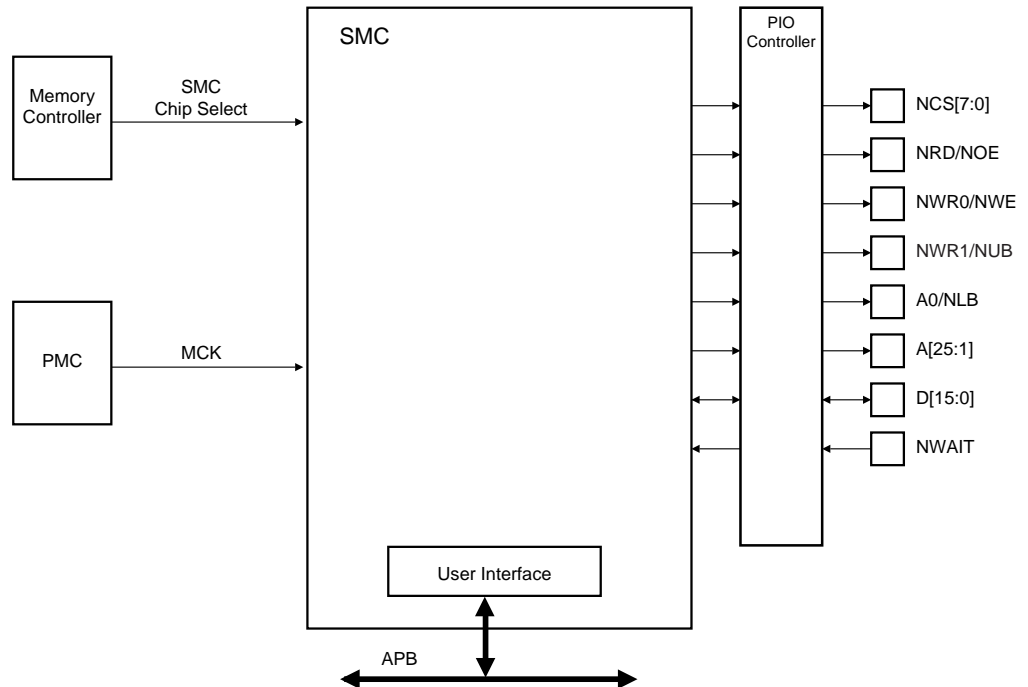 SMC
PIO
Controller
Memory
Controller
SMC
Chip Select
NCS[7:0]
NRD/NOE
NWR0/NWE
NWR1/NUB
A0/NLB
PMC
MCK
A[25:1]
D[15:0]
NWAIT
User Interface
APB